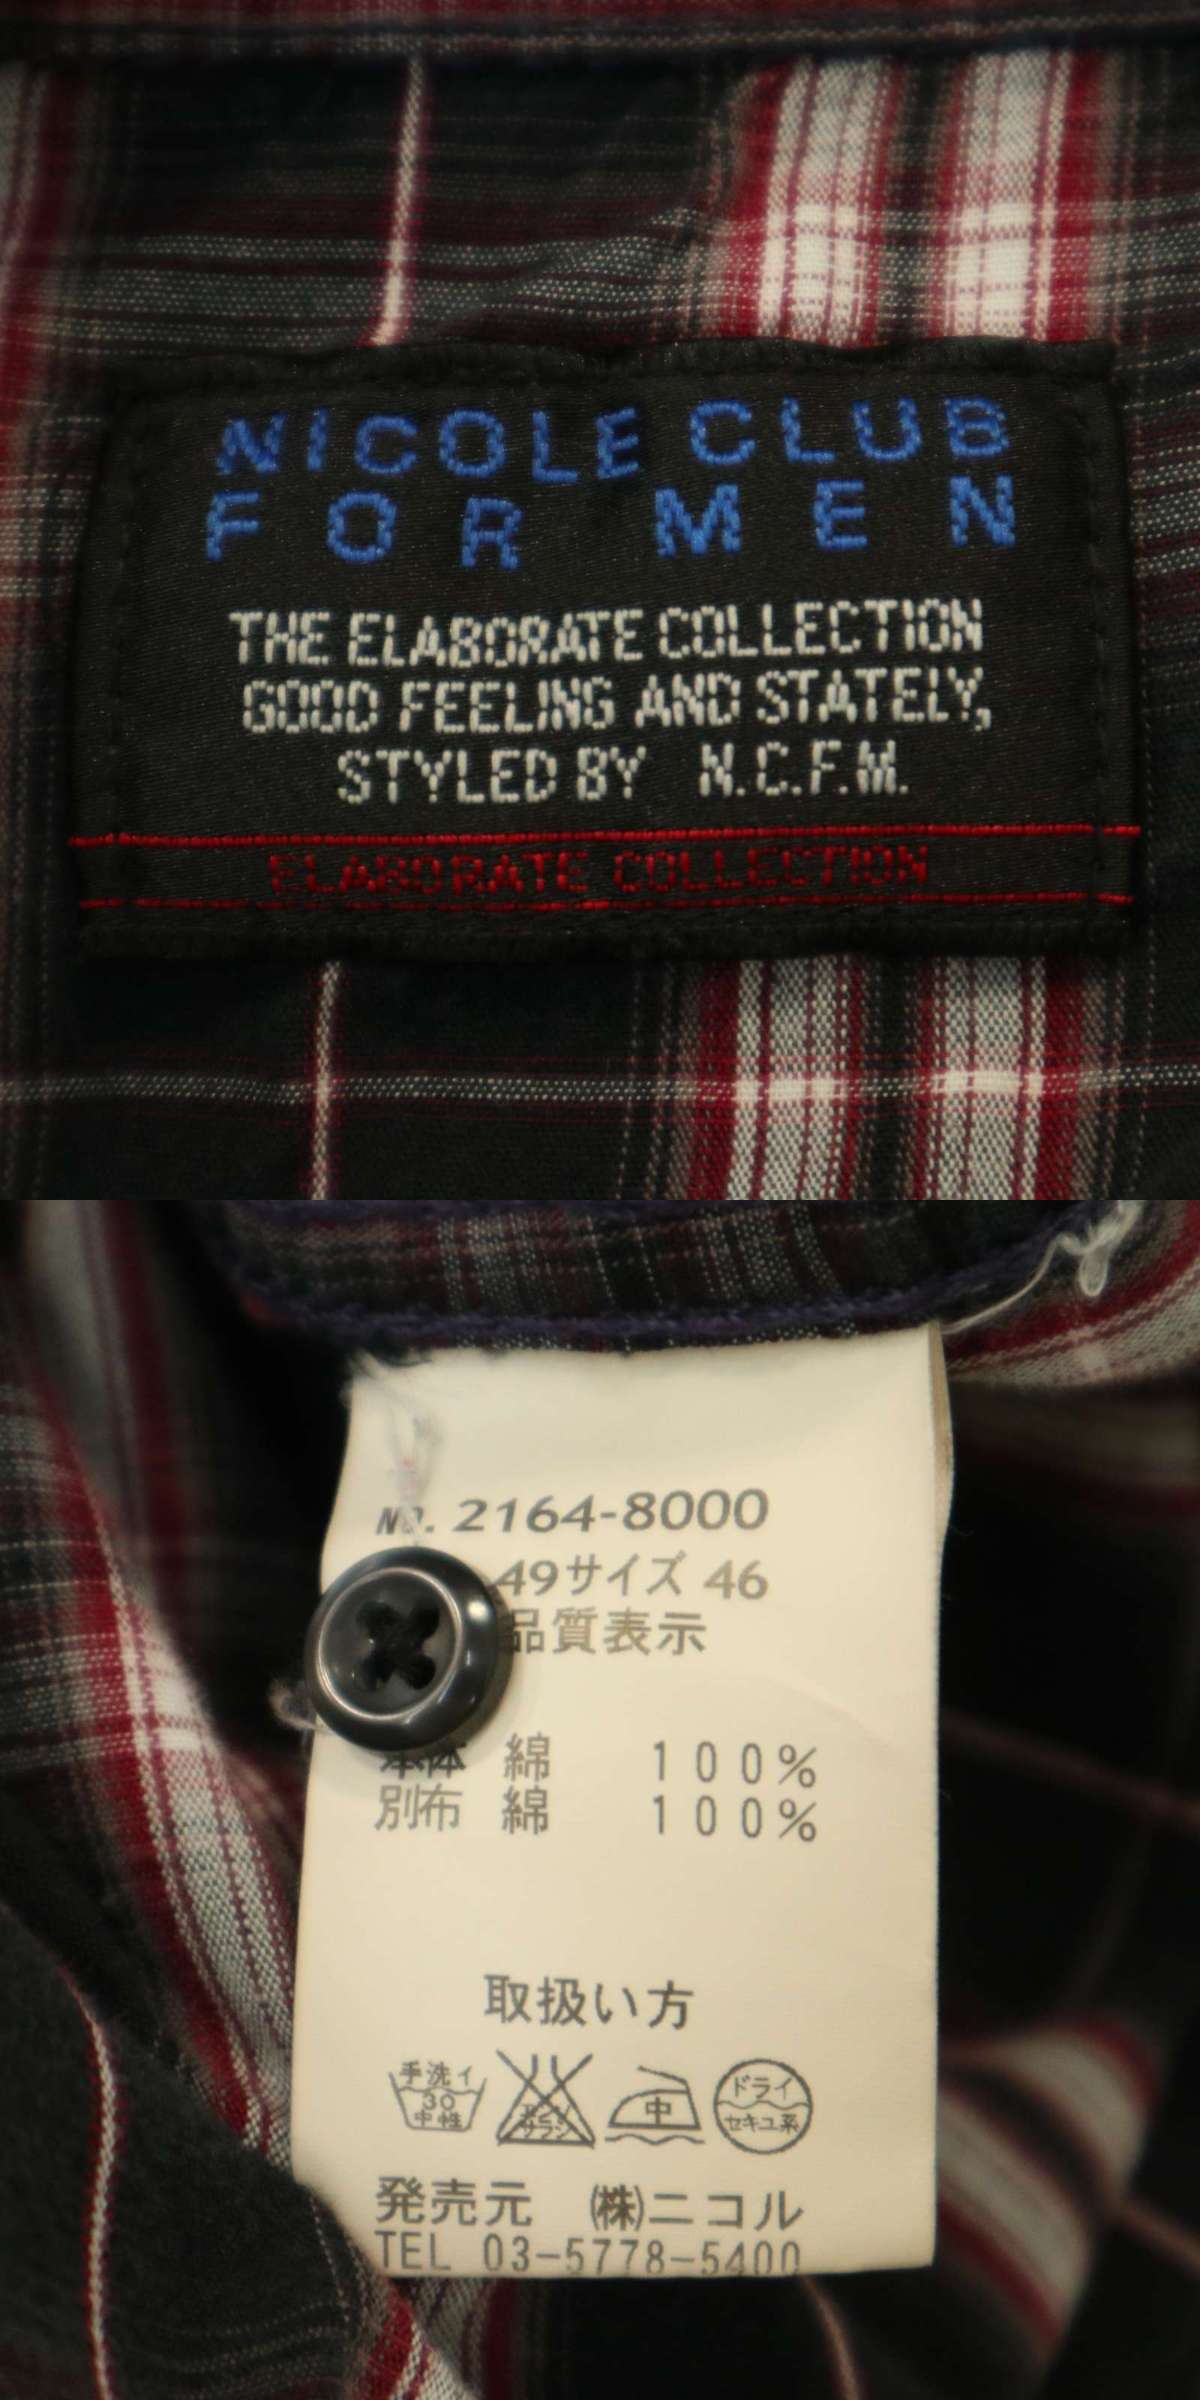 NICOLE CLUB
FOR MEN
THE ELABORATE COLLECTION
GOOD FEELING AND STATELY,
STYLED BY N.C.F.M.
ELABORATE COLLECTION
NO. 2164-8000
49サイズ 46
品質表示
本体 綿 100%
別布 綿 100%
取扱い方
手洗イ
30
中性
中
ドライ
セキユ系
発売元 ㈱ニコル
TEL 03-5778-5400